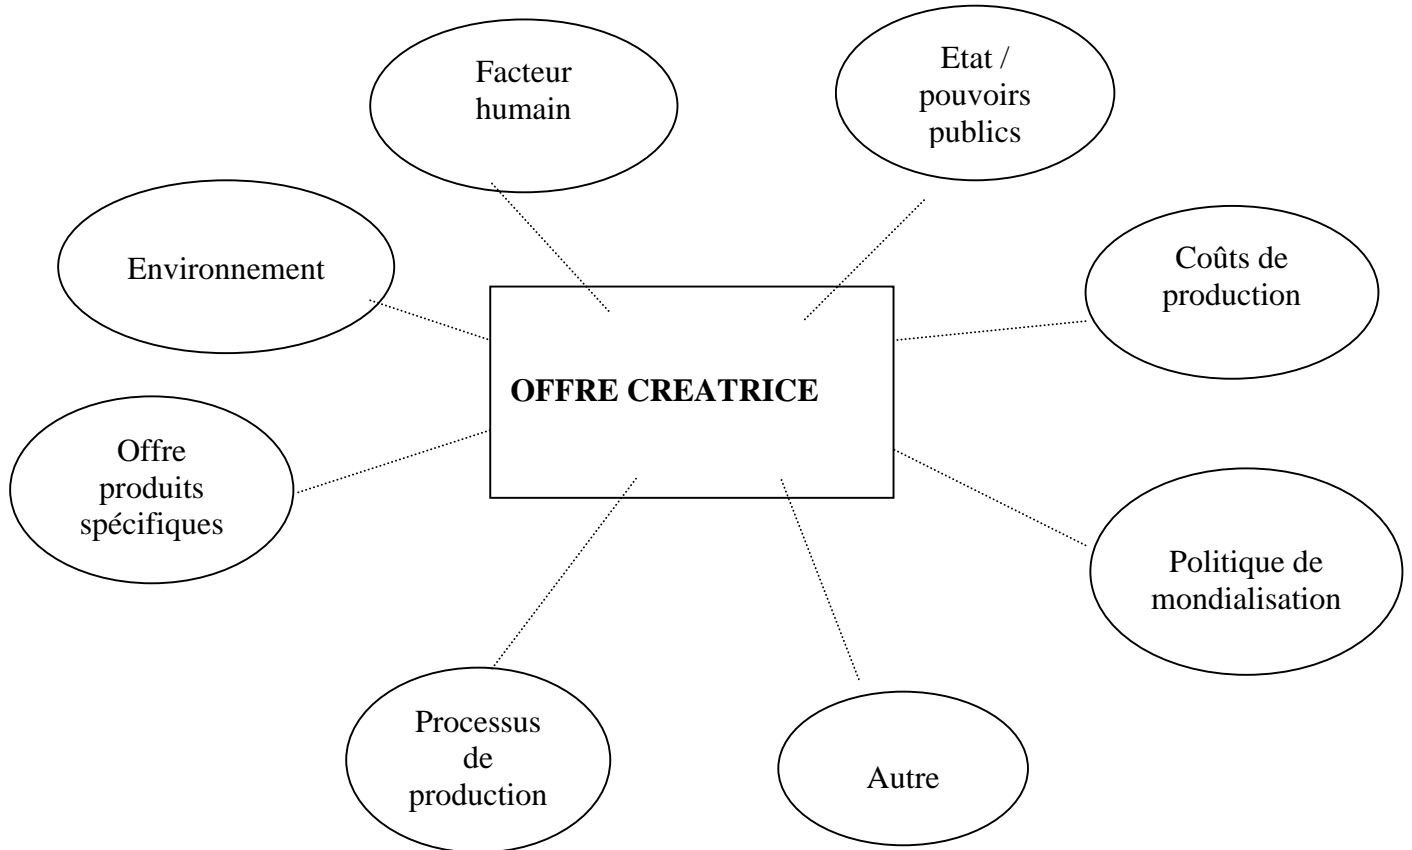 Facteur
humain
Etat /
pouvoirs
publics
Environnement
Coûts de
production
OFFRE CREATRICE
Offre
produits
spécifiques
Politique de
mondialisation
Processus
de
production
Autre